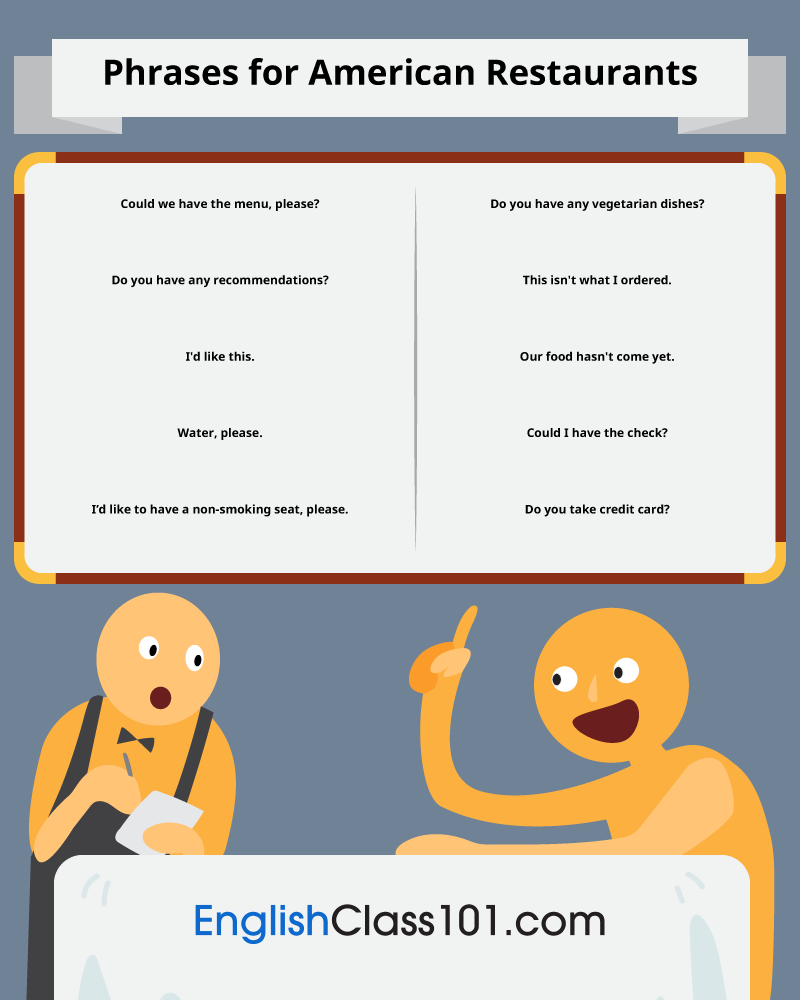 Phrases for American Restaurants
Could we have the menu, please?
Do you have any recommendations?
I'd like this.
Water, please.
I’d like to have a non-smoking seat, please.
Do you have any vegetarian dishes?
This isn't what I ordered.
Our food hasn't come yet.
Could I have the check?
Do you take credit card?
EnglishClass101.com